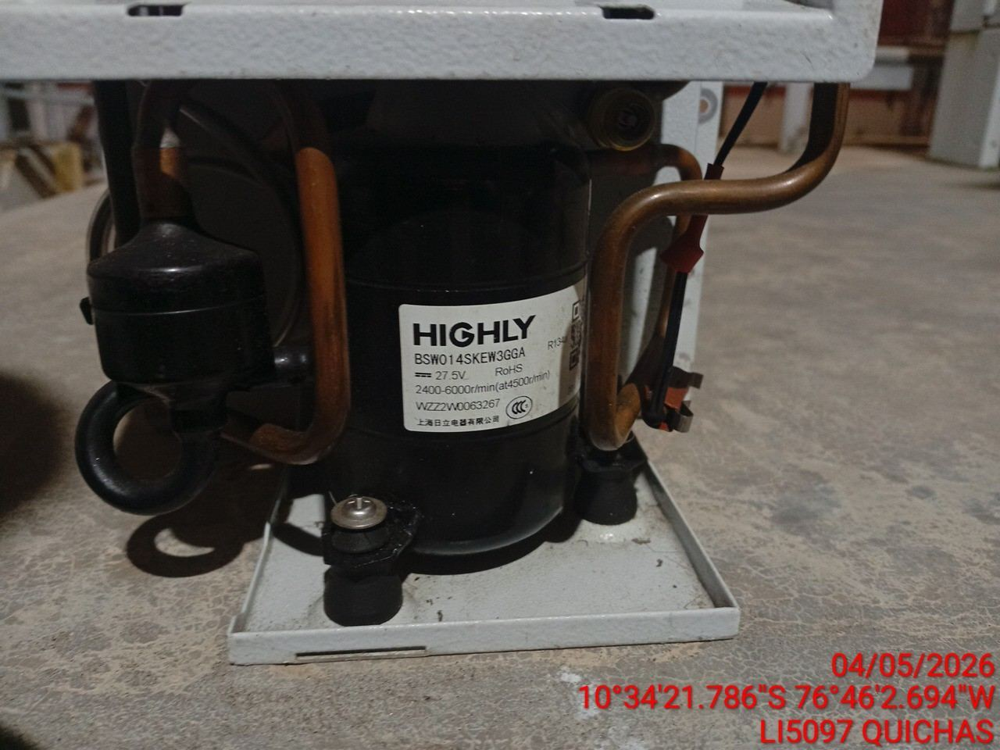 HIGHLY
BSW014SKEW3GGA
R134
27.5V
RoHS
2400-6000r/min(at4500r/min)
WZZ2W0063267
CCC
上海日立电器有限公司
04/05/2026
10°34'21.786"S 76°46'2.694"W
LI5097 QUICHAS